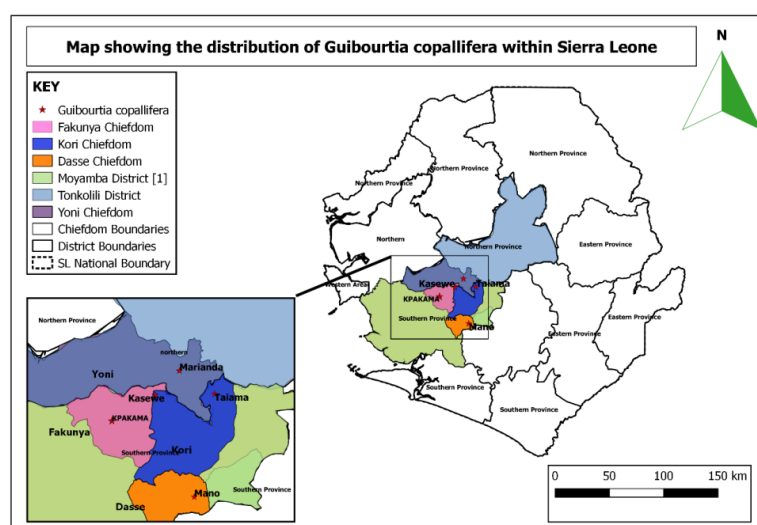 Map showing the distribution of Guibourtia copallifera within Sierra Leone
N
KEY
Guibourtia copallifera
Fakunya Chiefdom
Kori Chiefdom
Dasse Chiefdom
Moyamba District [1]
Tonkolili District
Yoni Chiefdom
Chiefdom Boundaries
District Boundaries
SL National Boundary
Northern Province
Northern Province
Northern Province
Northern
Northern Province
Eastern Province
Western Area
Kasewe
Taiama
KPAKAMA
Southern Province
Mano
Eastern Province
Southern Province
Southern Province
Southern Province
Northern Province
northern
Yoni
Marianda
Kasewe
Taiama
KPAKAMA
Fakunya
Kori
Southern Province
Dasse
Mano
Southern Province
0 50 100 150 km